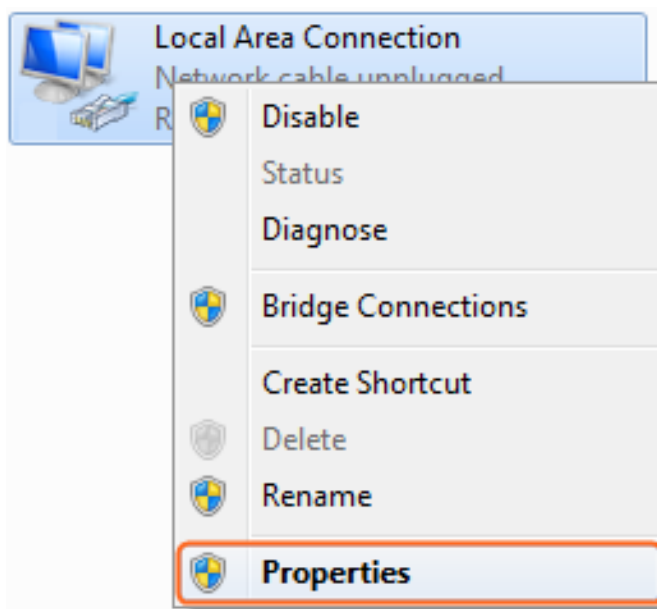 Local Area Connection
Network cable unplugged
R
Disable
Status
Diagnose
Bridge Connections
Create Shortcut
Delete
Rename
Properties